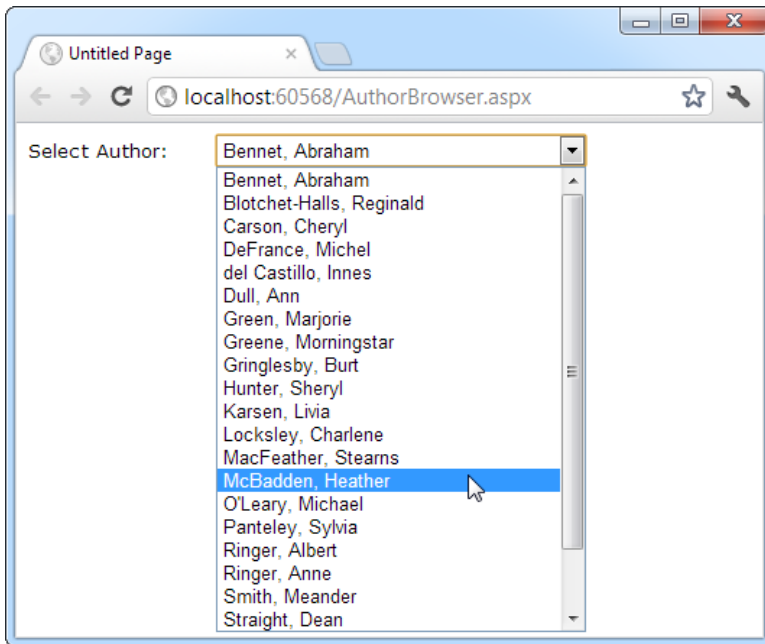 Untitled Page
localhost:60568/AuthorBrowser.aspx
Select Author:
Bennet, Abraham
Bennet, Abraham
Blotchet-Halls, Reginald
Carson, Cheryl
DeFrance, Michel
del Castillo, Innes
Dull, Ann
Green, Marjorie
Greene, Morningstar
Gringlesby, Burt
Hunter, Sheryl
Karsen, Livia
Locksley, Charlene
MacFeather, Stearns
McBadden, Heather
O'Leary, Michael
Panteley, Sylvia
Ringer, Albert
Ringer, Anne
Smith, Meander
Straight, Dean